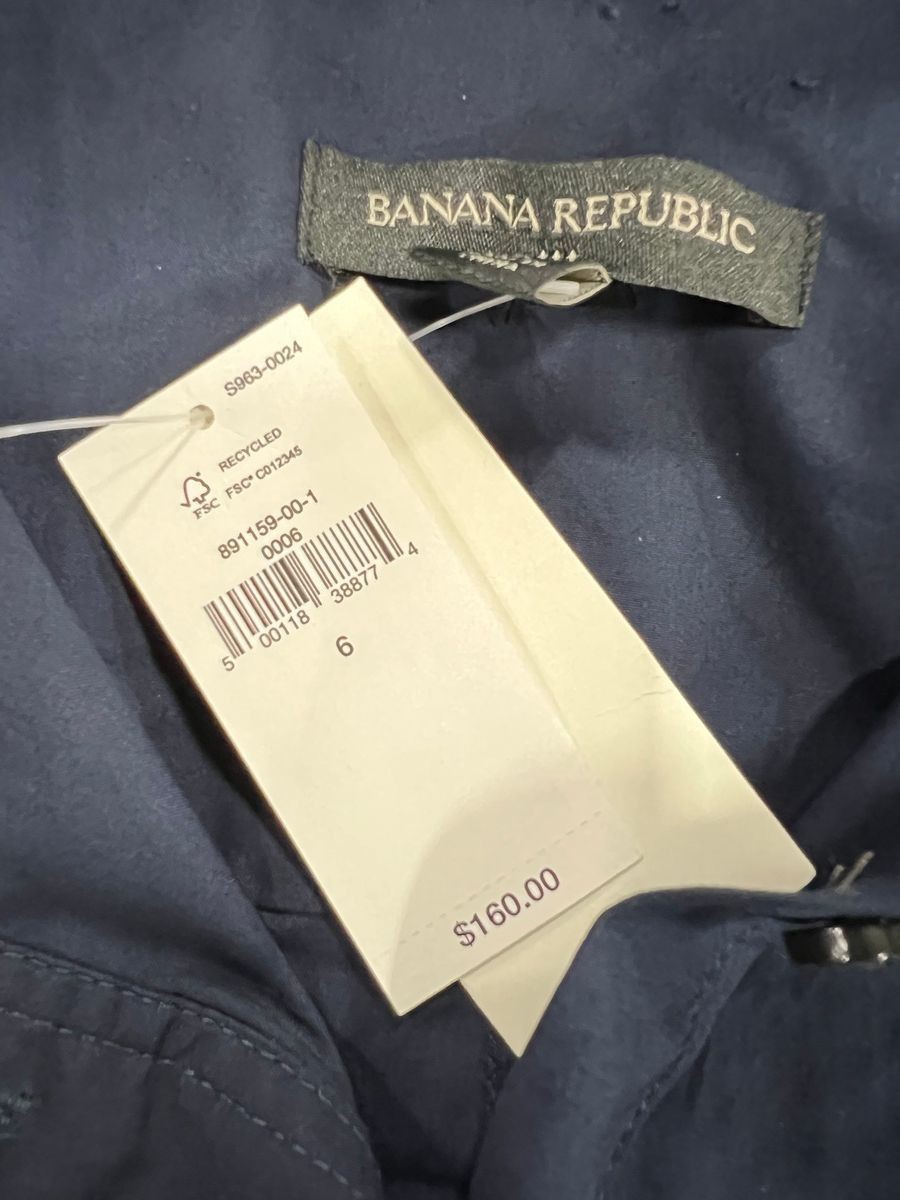 BANANA REPUBLIC
S963-0024
RECYCLED
FSC® C012345
FSC
891159-00-1
0006
5 00118 38877 4
6
$160.00